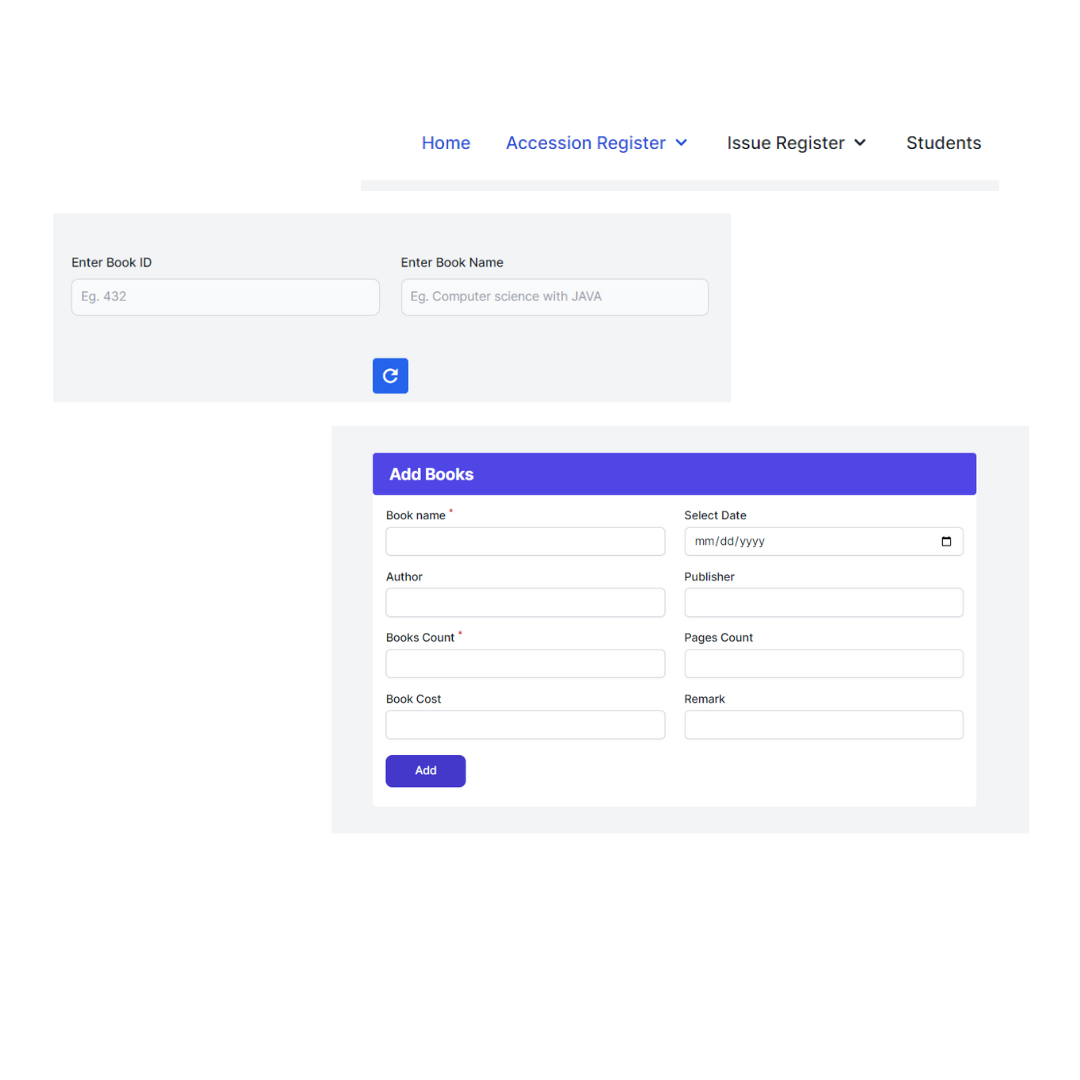 Home Accession Register Issue Register Students
Enter Book ID Enter Book Name
Eg. 432 Eg. Computer science with JAVA
Add Books
Book name * Select Date
mm/dd/yyyy
Author Publisher
Books Count * Pages Count
Book Cost Remark
Add